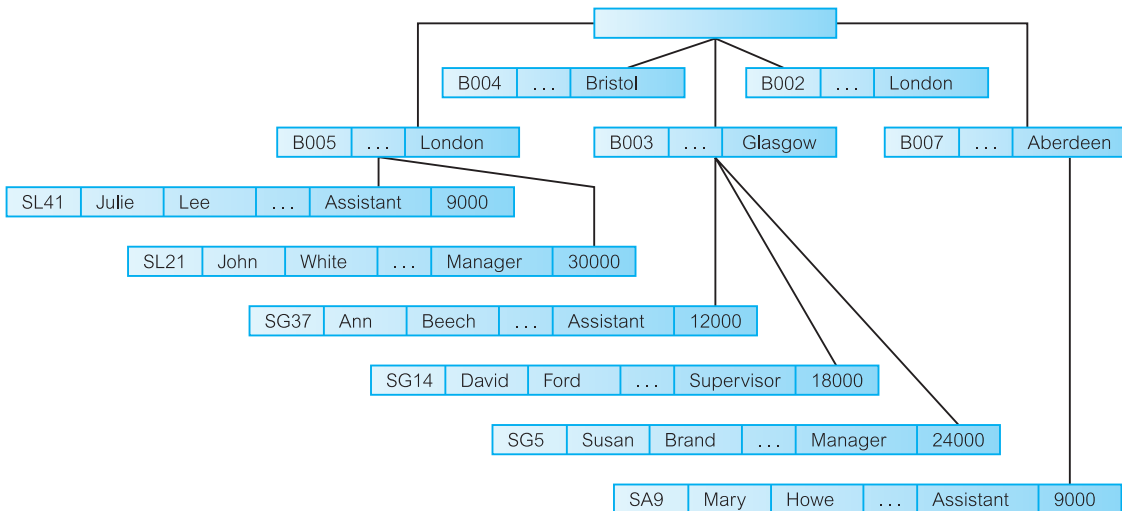 B004 ... Bristol
B002 ... London
B005 ... London
B003 ... Glasgow
B007 ... Aberdeen
SL41 Julie Lee ... Assistant 9000
SL21 John White ... Manager 30000
SG37 Ann Beech ... Assistant 12000
SG14 David Ford ... Supervisor 18000
SG5 Susan Brand ... Manager 24000
SA9 Mary Howe ... Assistant 9000